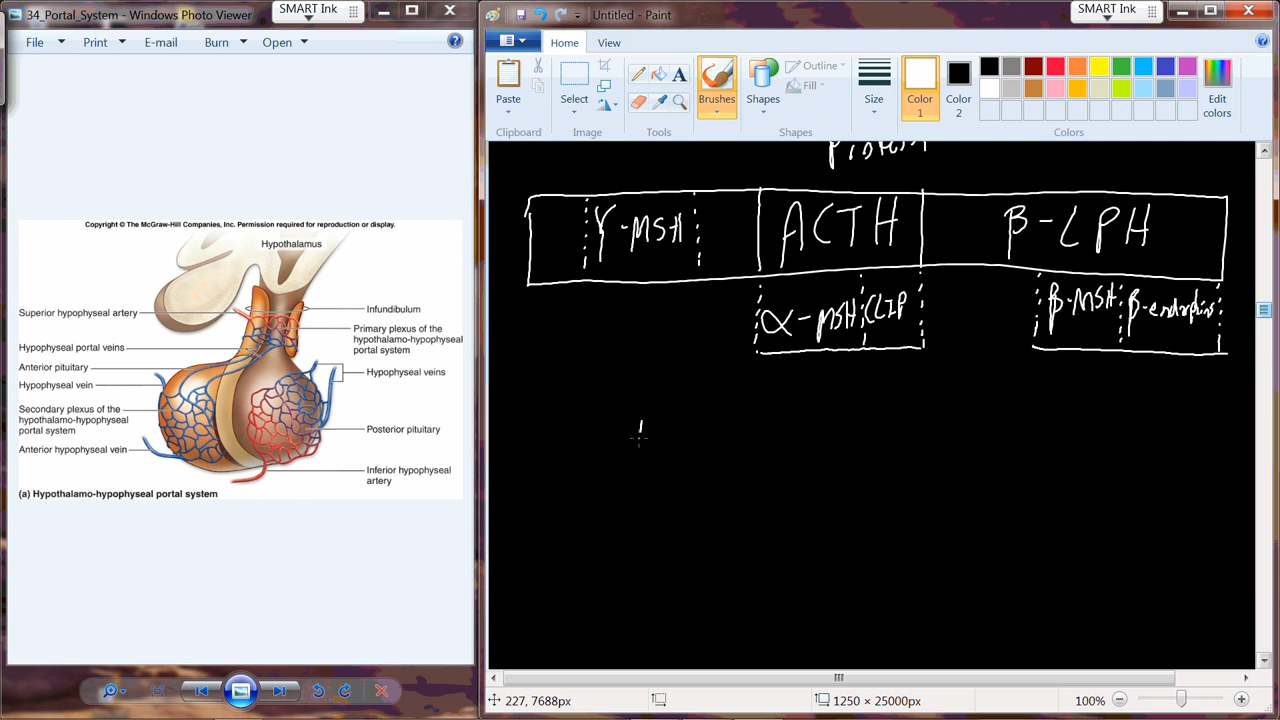 34_Portal_System - Windows Photo Viewer
SMART Ink
File Print E-mail Burn Open
Copyright © The McGraw-Hill Companies, Inc. Permission required for reproduction or display.
Hypothalamus
Superior hypophyseal artery
Infundibulum
Primary plexus of the
hypothalamo-hypophyseal
portal system
Hypophyseal portal veins
Anterior pituitary
Hypophyseal veins
Hypophyseal vein
Secondary plexus of the
hypothalamo-hypophyseal
portal system
Posterior pituitary
Anterior hypophyseal vein
Inferior hypophyseal
artery
(a) Hypothalamo-hypophyseal portal system
Untitled - Paint
SMART Ink
Home View
Paste Select Brushes Shapes Outline Fill Size Color 1 Color 2 Edit colors
Clipboard Image Tools Shapes Colors
γ-MSH ACTH β-LPH
α-MSH CLIP β-MSH β-endorphins
227, 7688px 1250 × 25000px 100%